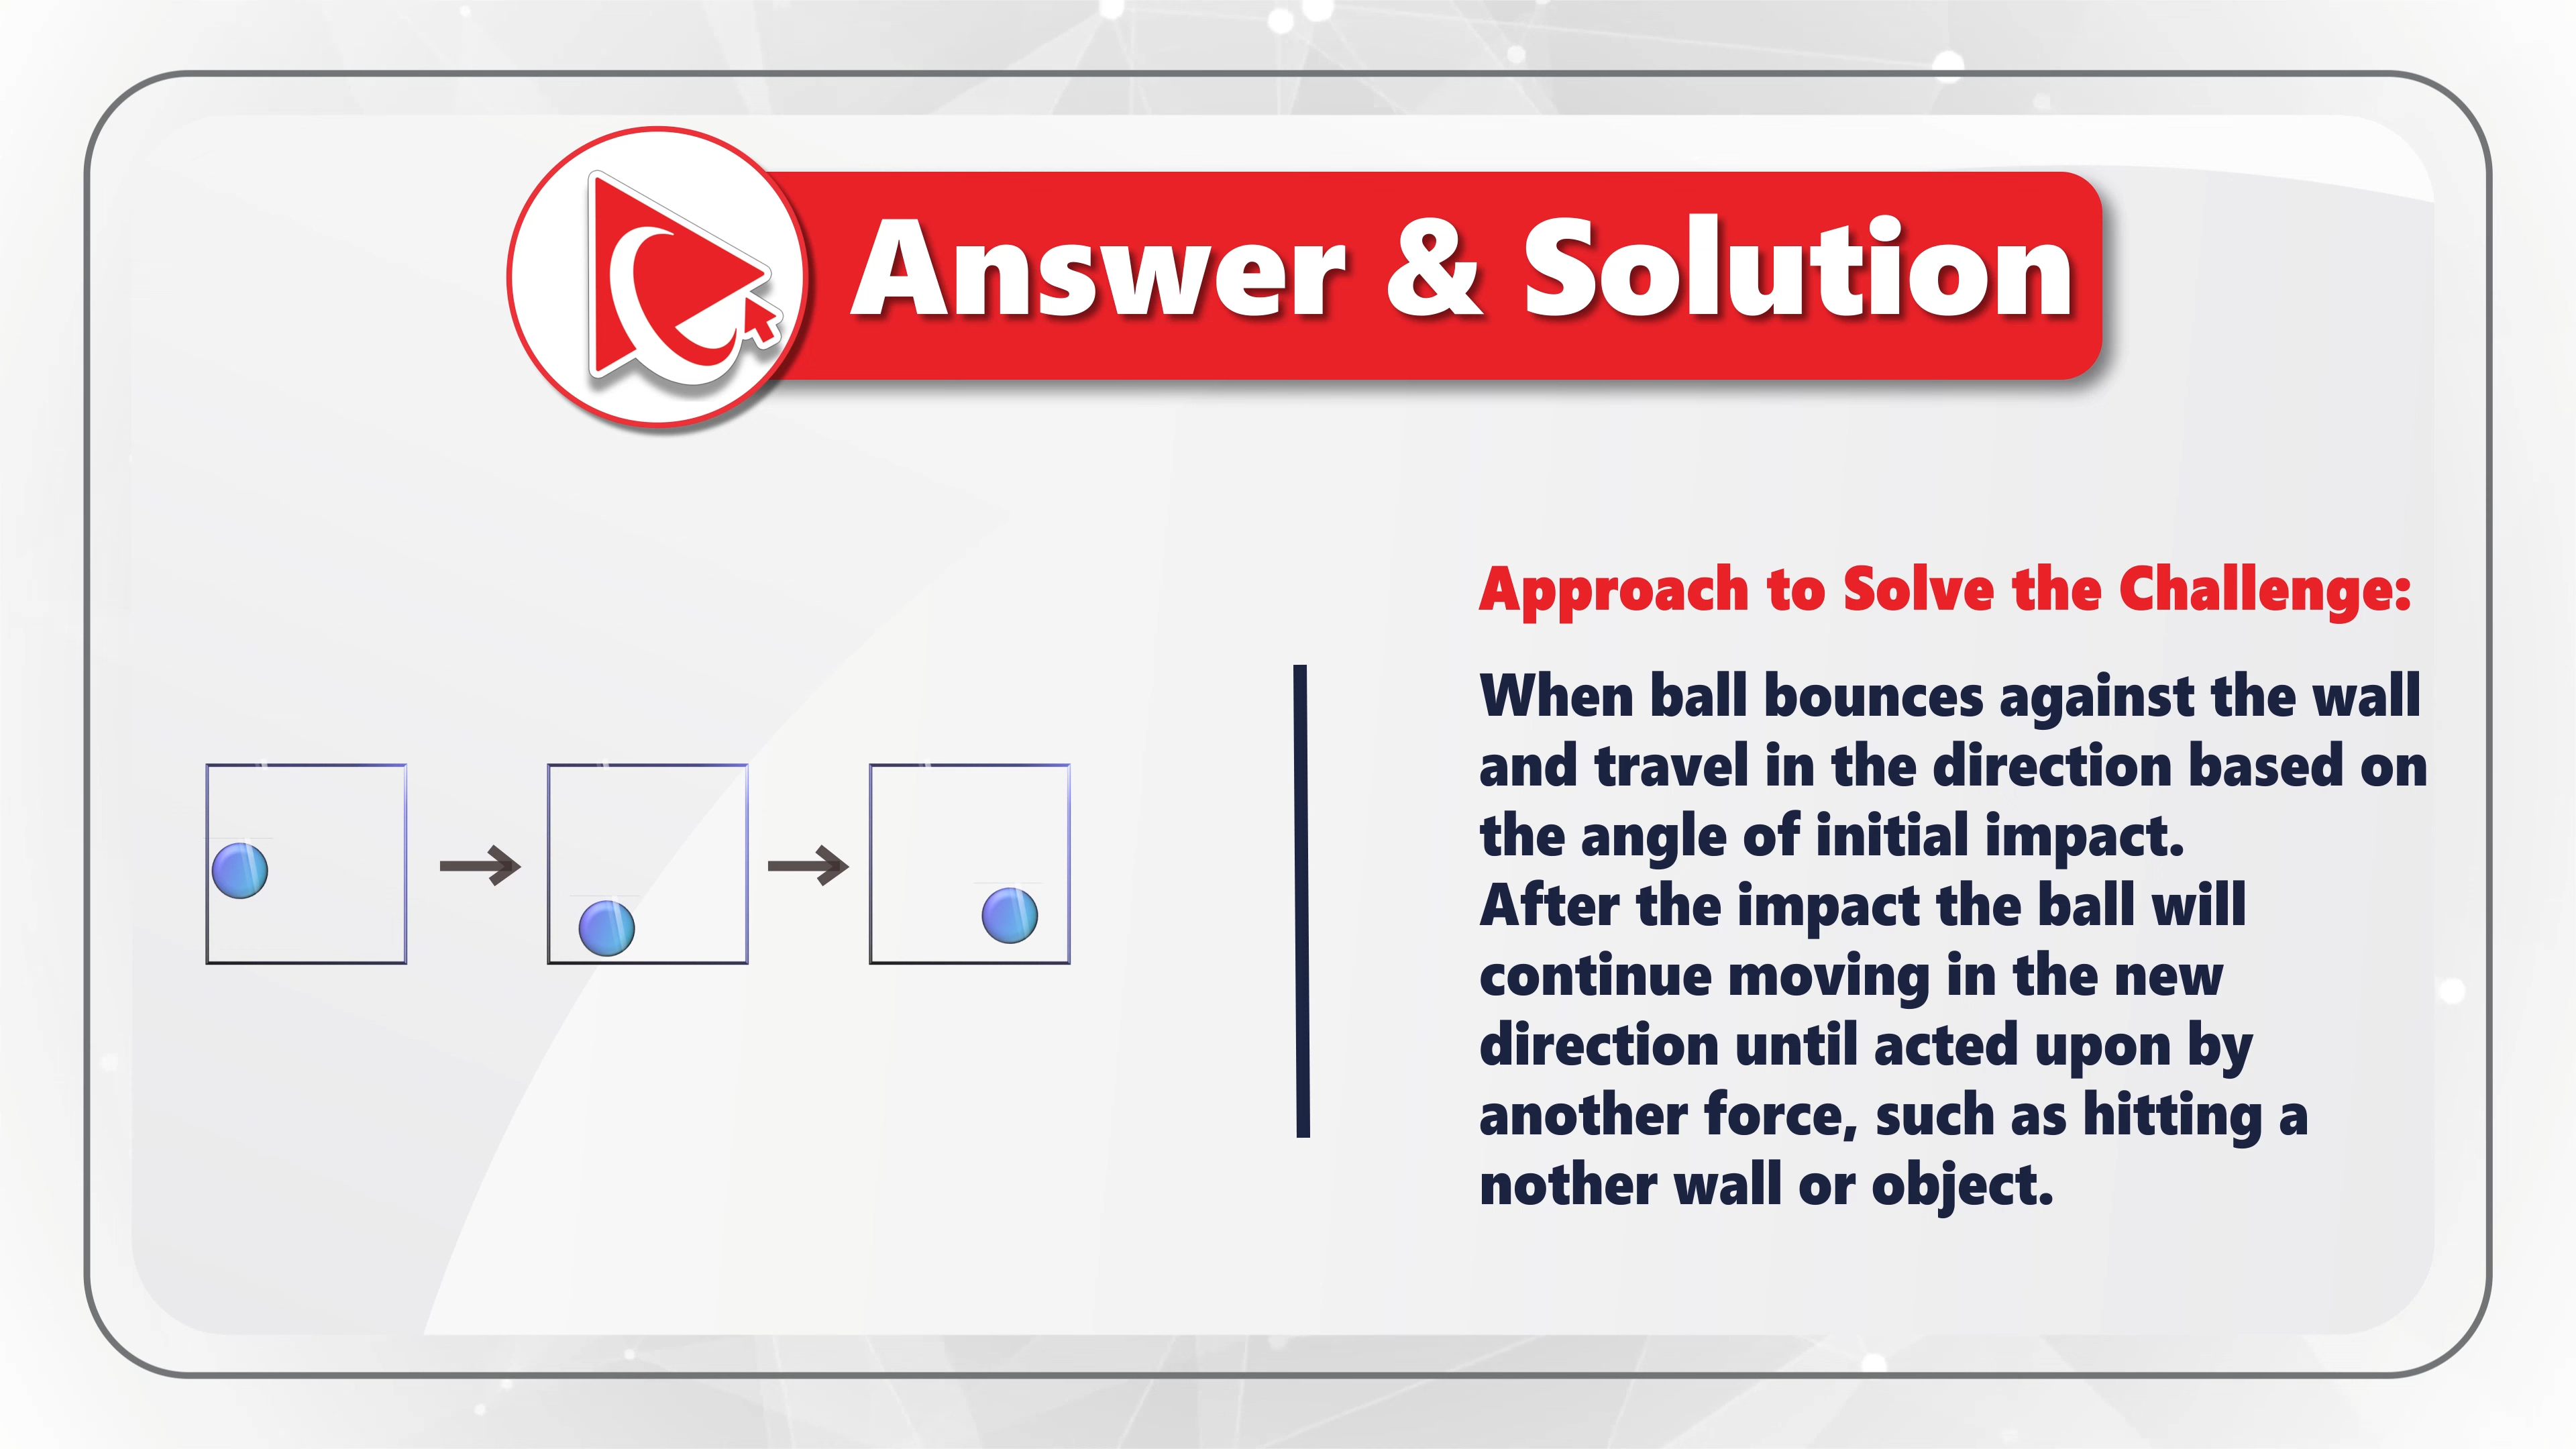 Answer & Solution
Approach to Solve the Challenge:
When ball bounces against the wall
and travel in the direction based on
the angle of initial impact.
After the impact the ball will
continue moving in the new
direction until acted upon by
another force, such as hitting a
nother wall or object.